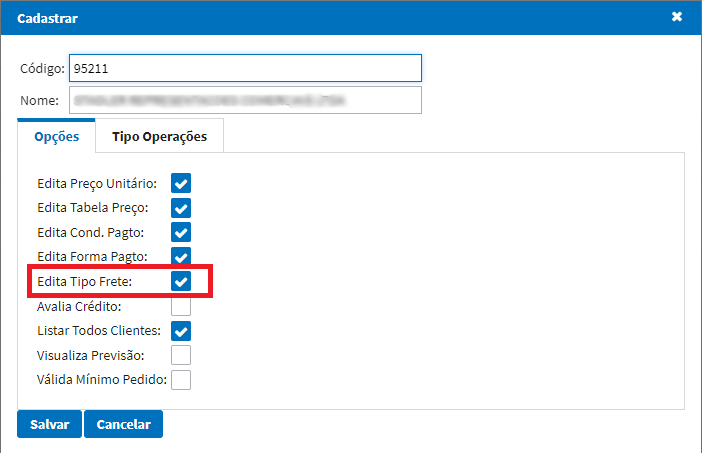 Cadastrar
Código: 95211
Nome:
Opções Tipo Operações
Edita Preço Unitário:
Edita Tabela Preço:
Edita Cond. Pagto:
Edita Forma Pagto:
Edita Tipo Frete:
Avalia Crédito:
Listar Todos Clientes:
Visualiza Previsão:
Válida Mínimo Pedido:
Salvar Cancelar